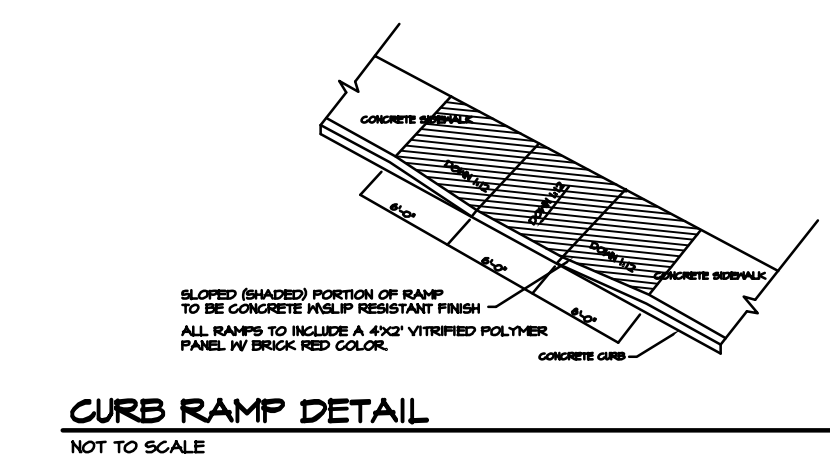 CONCRETE SIDEWALK
DOWN 1:12
DOWN 1:12
DOWN 1:12
CONCRETE SIDEWALK
6'-0"
6'-0"
6'-0"
SLOPED (SHADED) PORTION OF RAMP
TO BE CONCRETE W/SLIP RESISTANT FINISH
ALL RAMPS TO INCLUDE A 4'X2' VITRIFIED POLYMER
PANEL W/ BRICK RED COLOR.
CONCRETE CURB
CURB RAMP DETAIL
NOT TO SCALE